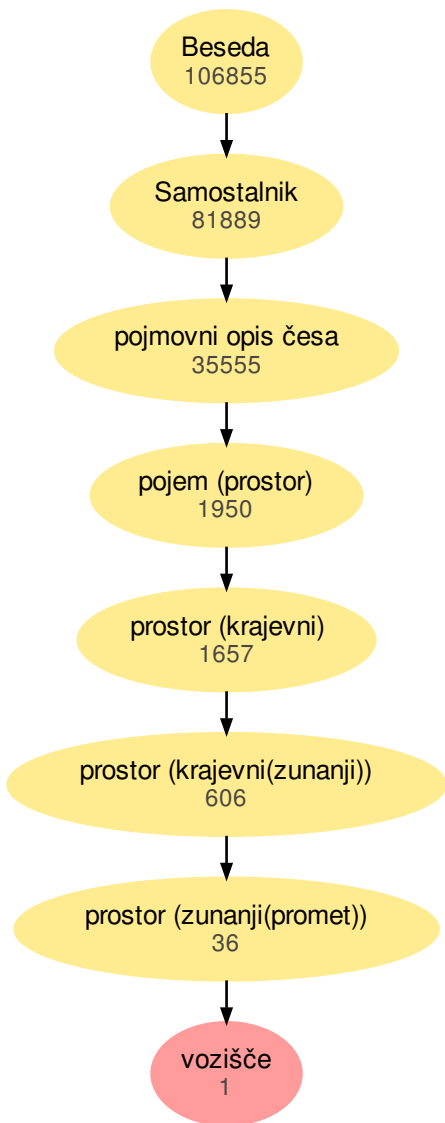 Beseda
106855
Samostalnik
81889
pojmovni opis česa
35555
pojem (prostor)
1950
prostor (krajevni)
1657
prostor (krajevni(zunanji))
606
prostor (zunanji(promet))
36
vozišče
1